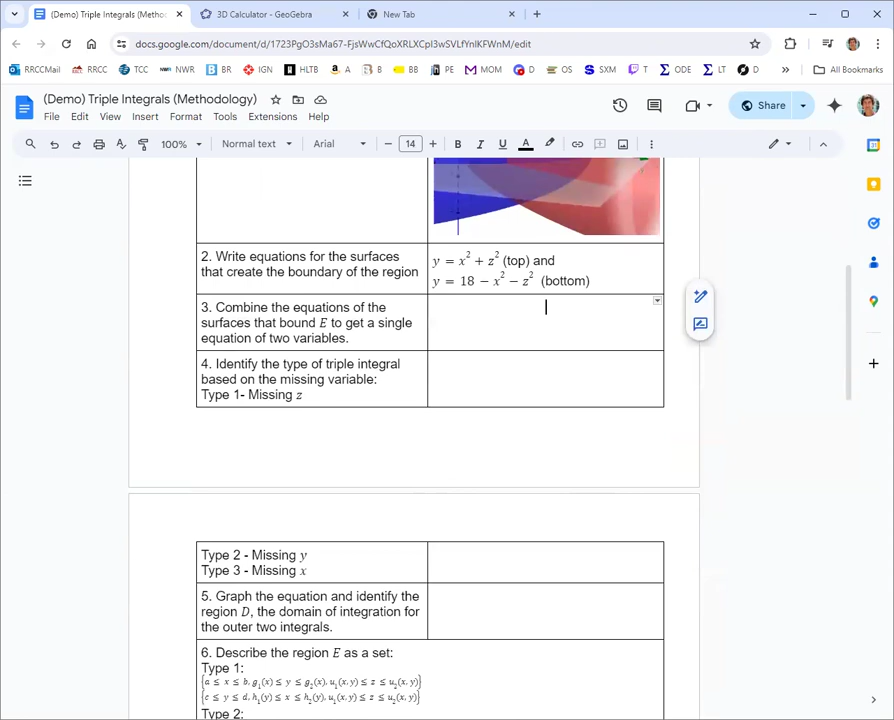 (Demo) Triple Integrals (Metho
3D Calculator - GeoGebra
New Tab
docs.google.com/document/d/1723PgO3sMa67-FjsWwCfQoXRLXCpI3wSVLfYnIKFWnM/edit
RRCCMail
RRCC
TCC
NWR
BR
IGN
HLTB
A
B
BB
PE
MOM
D
OS
SXM
T
ODE
LT
D
All Bookmarks
(Demo) Triple Integrals (Methodology)
File Edit View Insert Format Tools Extensions Help
Share
100%
Normal text
Arial
14
B I U A
2. Write equations for the surfaces
that create the boundary of the region
y = x² + z² (top) and
y = 18 − x² − z² (bottom)
3. Combine the equations of the
surfaces that bound E to get a single
equation of two variables.
4. Identify the type of triple integral
based on the missing variable:
Type 1- Missing z
Type 2 - Missing y
Type 3 - Missing x
5. Graph the equation and identify the
region D, the domain of integration for
the outer two integrals.
6. Describe the region E as a set:
Type 1:
{a ≤ x ≤ b, g₁(x) ≤ y ≤ g₂(x), u₁(x, y) ≤ z ≤ u₂(x, y)}
{c ≤ y ≤ d, h₁(y) ≤ x ≤ h₂(y), u₁(x, y) ≤ z ≤ u₂(x, y)}
Type 2: